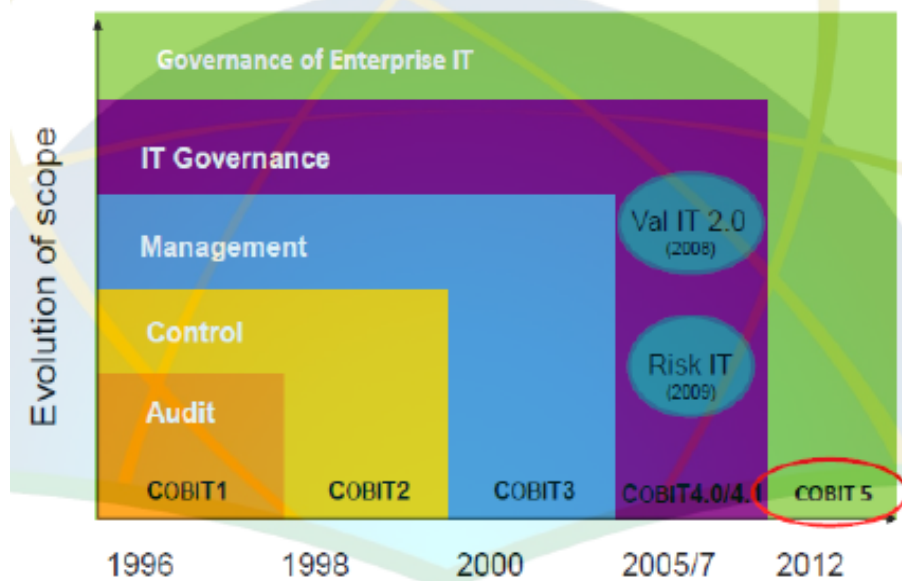 Governance of Enterprise IT
IT Governance
Val IT 2.0
(2008)
Management
Control
Risk IT
(2009)
Audit
COBIT1
COBIT2
COBIT3
COBIT4.0/4.1
COBIT 5
1996
1998
2000
2005/7
2012
Evolution of scope